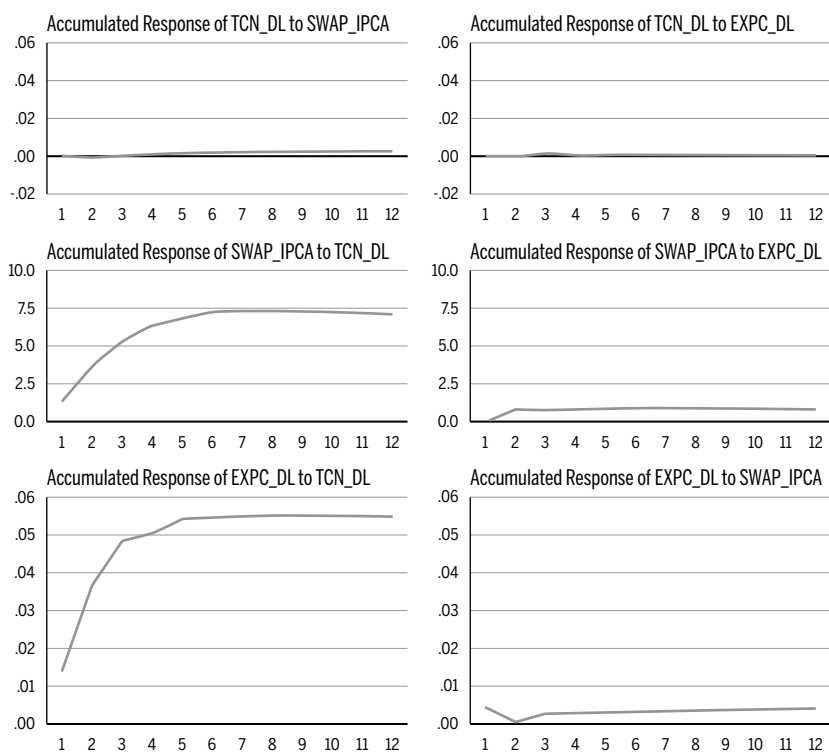 Accumulated Response of TCN_DL to SWAP_IPCA
.06
.04
.02
.00
-.02
1 2 3 4 5 6 7 8 9 10 11 12
Accumulated Response of TCN_DL to EXPC_DL
.06
.04
.02
.00
-.02
1 2 3 4 5 6 7 8 9 10 11 12
Accumulated Response of SWAP_IPCA to TCN_DL
10.0
7.5
5.0
2.5
0.0
1 2 3 4 5 6 7 8 9 10 11 12
Accumulated Response of SWAP_IPCA to EXPC_DL
10.0
7.5
5.0
2.5
0.0
1 2 3 4 5 6 7 8 9 10 11 12
Accumulated Response of EXPC_DL to TCN_DL
.06
.05
.04
.03
.02
.01
.00
1 2 3 4 5 6 7 8 9 10 11 12
Accumulated Response of EXPC_DL to SWAP_IPCA
.06
.05
.04
.03
.02
.01
.00
1 2 3 4 5 6 7 8 9 10 11 12